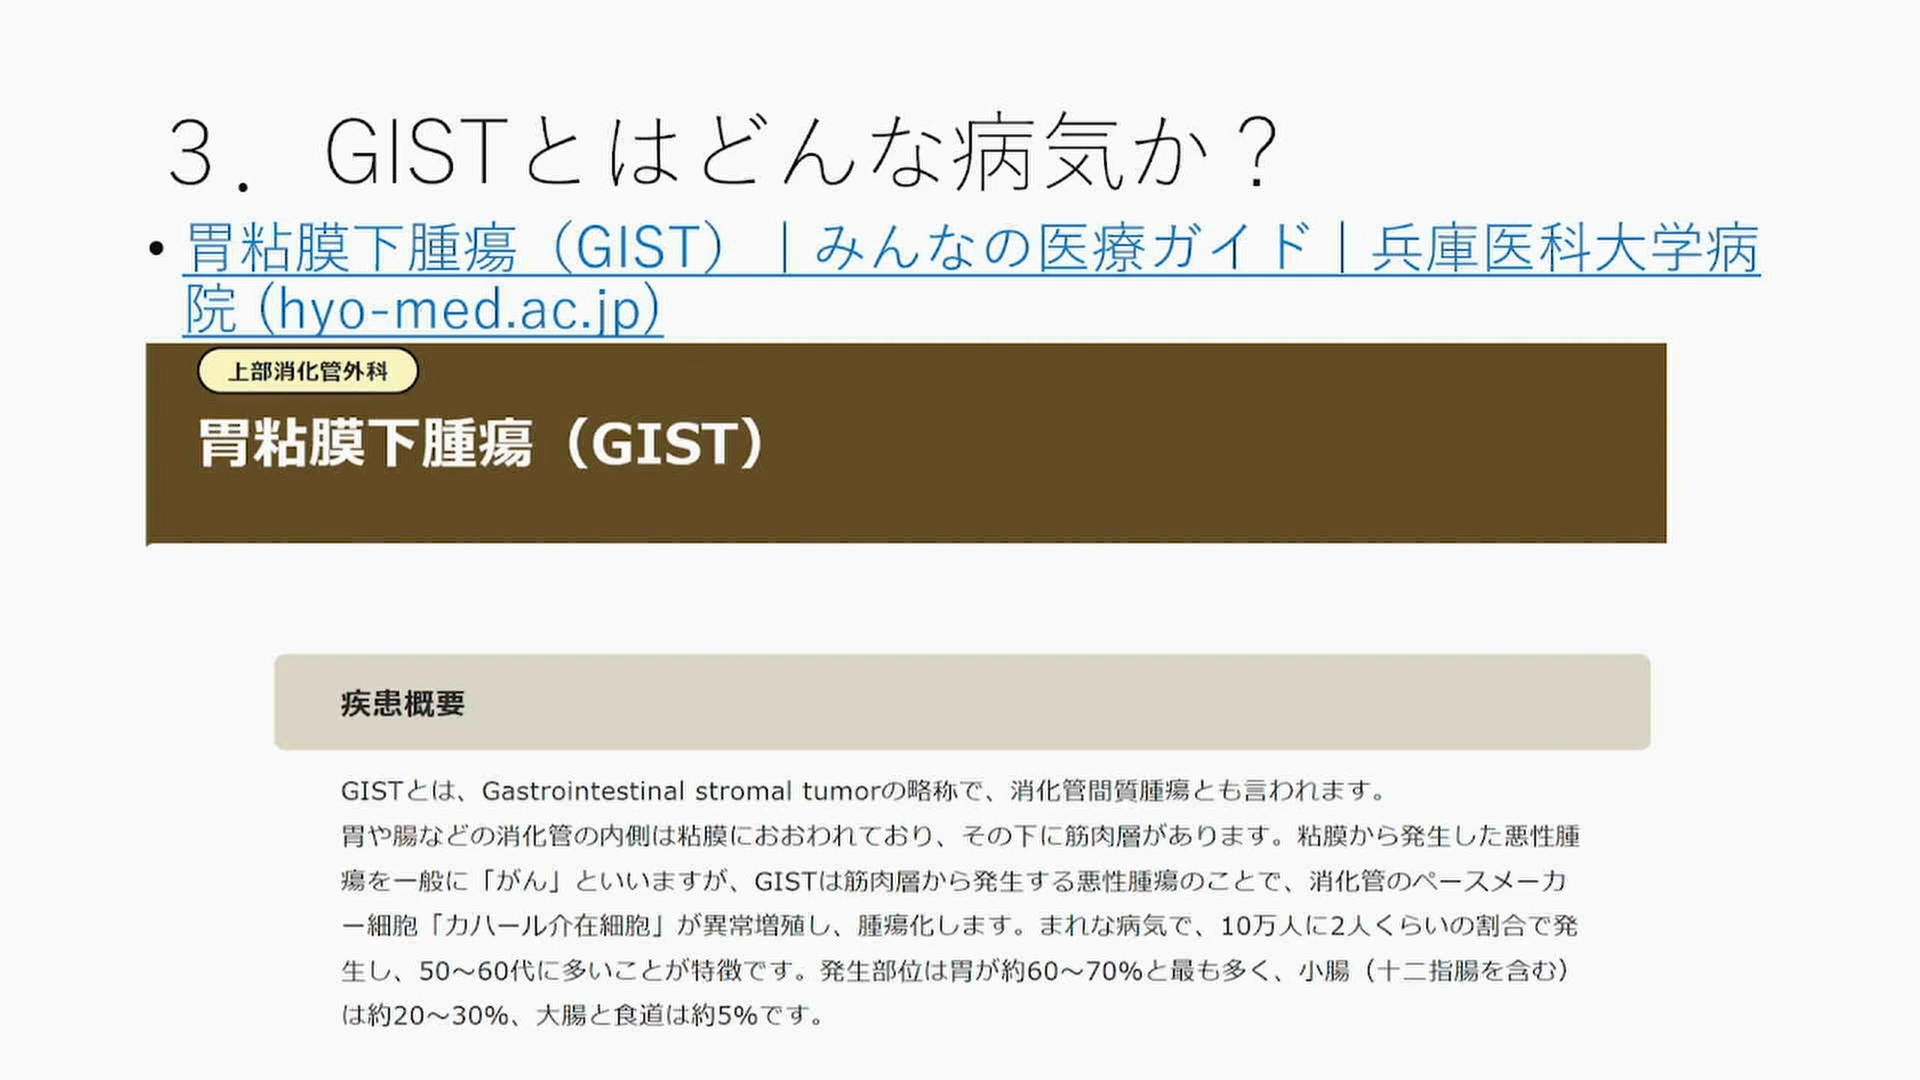 ３． GISTとはどんな病気か？
• 胃粘膜下腫瘍（GIST）｜みんなの医療ガイド｜兵庫医科大学病
院 (hyo-med.ac.jp)
上部消化管外科
胃粘膜下腫瘍（GIST）
疾患概要
GISTとは、Gastrointestinal stromal tumorの略称で、消化管間質腫瘍とも言われます。
胃や腸などの消化管の内側は粘膜におおわれており、その下に筋肉層があります。粘膜から発生した悪性腫
瘍を一般に「がん」といいますが、GISTは筋肉層から発生する悪性腫瘍のことで、消化管のペースメーカ
ー細胞「カハール介在細胞」が異常増殖し、腫瘍化します。まれな病気で、10万人に2人くらいの割合で発
生し、50～60代に多いことが特徴です。発生部位は胃が約60～70%と最も多く、小腸（十二指腸を含む）
は約20～30%、大腸と食道は約5%です。